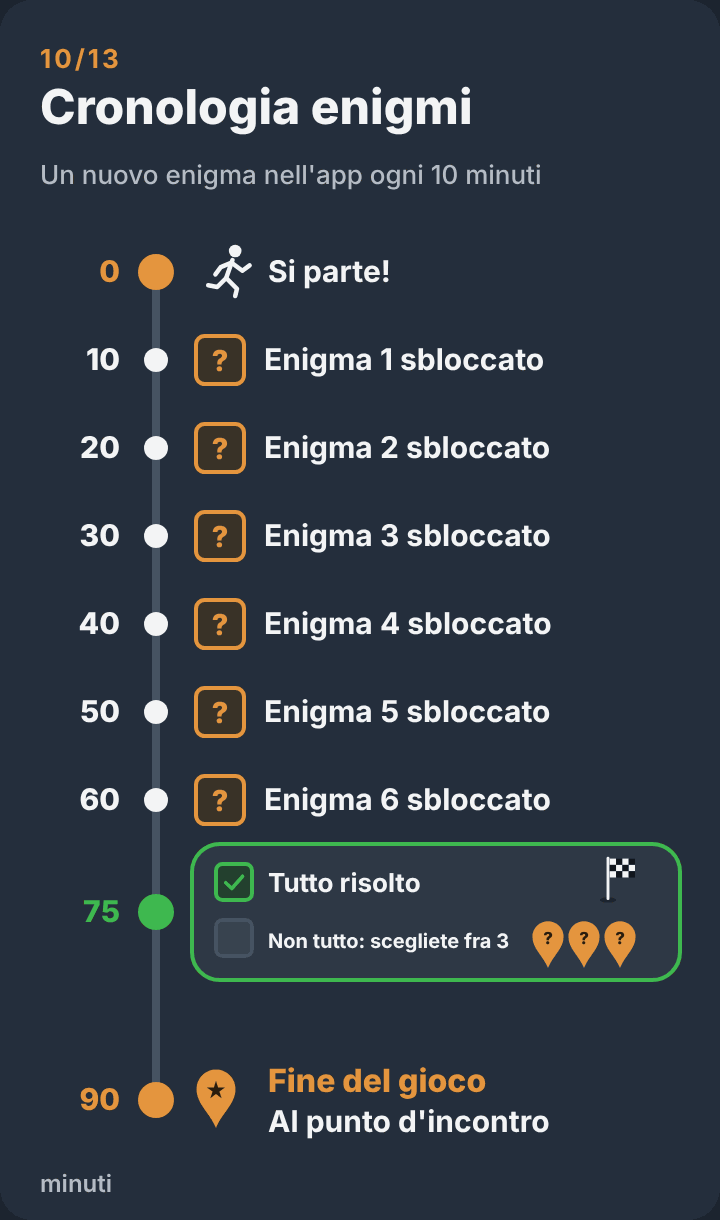 10/13
Cronologia enigmi
Un nuovo enigma nell'app ogni 10 minuti
0 Si parte!
10 ? Enigma 1 sbloccato
20 ? Enigma 2 sbloccato
30 ? Enigma 3 sbloccato
40 ? Enigma 4 sbloccato
50 ? Enigma 5 sbloccato
60 ? Enigma 6 sbloccato
Tutto risolto
75
Non tutto: scegliete fra 3 ? ? ?
Fine del gioco
90
Al punto d'incontro
minuti